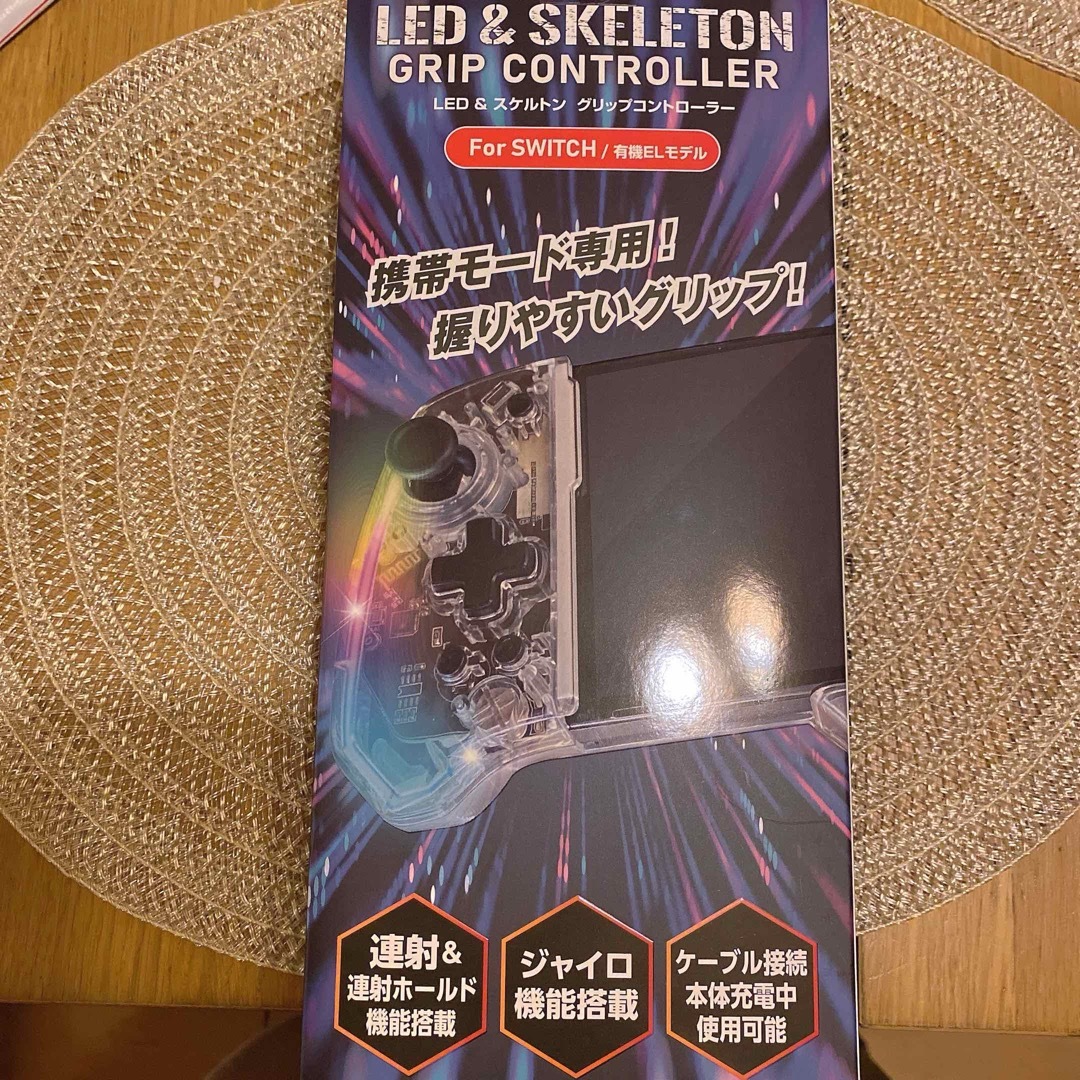 LED & SKELETON
GRIP CONTROLLER
LED & スケルトン グリップコントローラー
For SWITCH / 有機ELモデル
携帯モード専用!
握りやすいグリップ!
連射&
連射ホールド
機能搭載
ジャイロ
機能搭載
ケーブル接続
本体充電中
使用可能